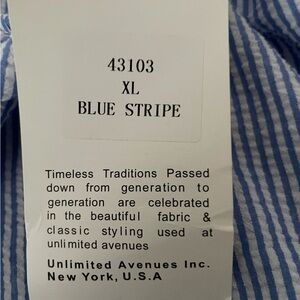 43103
XL
BLUE STRIPE
Timeless Traditions Passed
down from generation to
generation are celebrated
in the beautiful fabric &
classic styling used at
unlimited avenues
Unlimited Avenues Inc.
New York, U.S.A